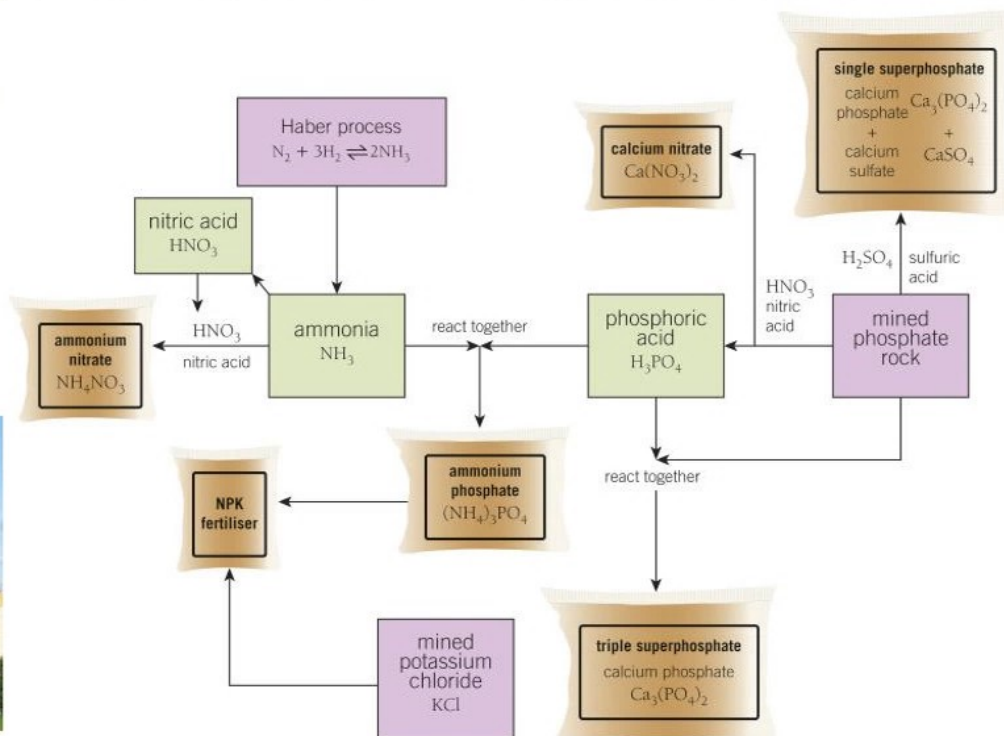 single superphosphate
calcium
phosphate
Ca₃(PO₄)₂
+
+
calcium
sulfate
CaSO₄
Haber process
N₂ + 3H₂ ⇌ 2NH₃
calcium nitrate
Ca(NO₃)₂
nitric acid
HNO₃
H₂SO₄
sulfuric
acid
HNO₃
nitric
acid
ammonium
nitrate
NH₄NO₃
HNO₃
nitric acid
ammonia
NH₃
react together
phosphoric
acid
H₃PO₄
mined
phosphate
rock
react together
NPK
fertiliser
ammonium
phosphate
(NH₄)₃PO₄
mined
potassium
chloride
KCl
triple superphosphate
calcium phosphate
Ca₃(PO₄)₂